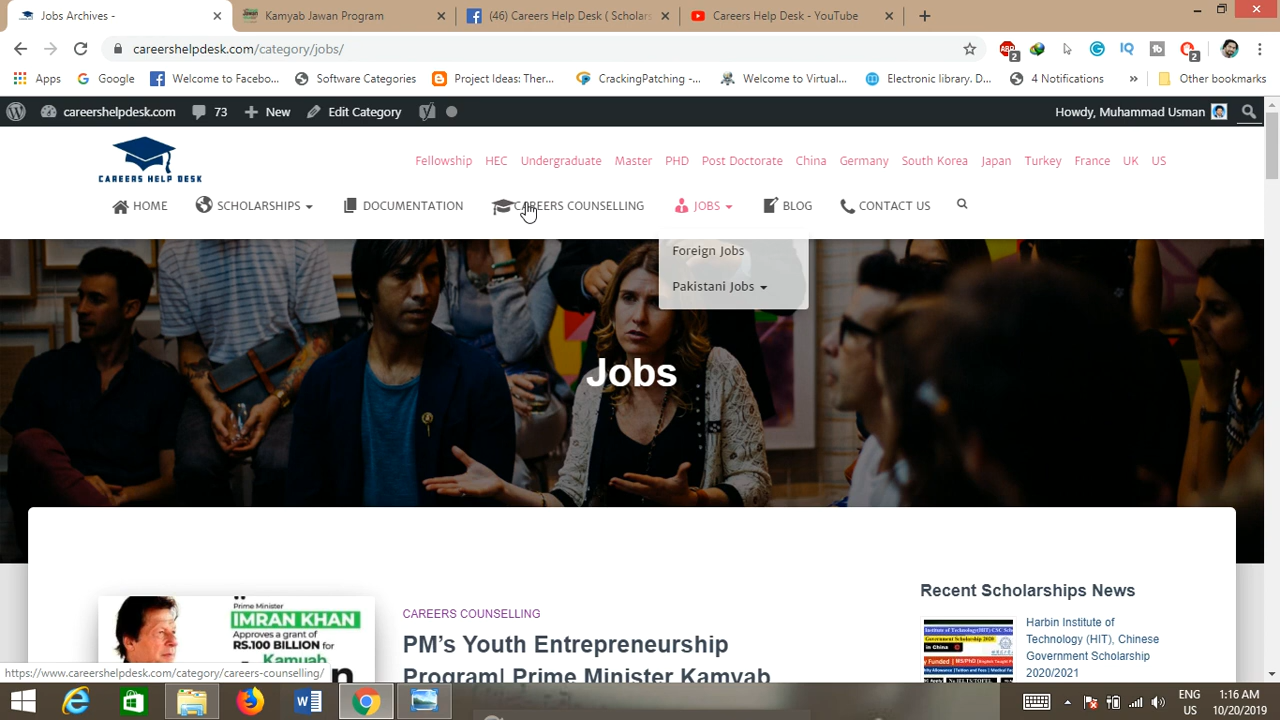 Jobs Archives -
Kamyab Jawan Program
(46) Careers Help Desk ( Scholars
Careers Help Desk - YouTube
careershelpdesk.com/category/jobs/
Apps
Google
Welcome to Facebo...
Software Categories
Project Ideas: Ther...
CrackingPatching -...
Welcome to Virtual...
Electronic library. D...
4 Notifications
»
Other bookmarks
careershelpdesk.com
73
New
Edit Category
Howdy, Muhammad Usman
CAREERS HELP DESK
Fellowship HEC Undergraduate Master PHD Post Doctorate China Germany South Korea Japan Turkey France UK US
HOME SCHOLARSHIPS DOCUMENTATION CAREERS COUNSELLING JOBS BLOG CONTACT US
Foreign Jobs
Pakistani Jobs
Jobs
Prime Minister
IMRAN KHAN
Approves a grant of
RS.100 BILLION for
Kamyab
CAREERS COUNSELLING
PM’s Youth Entrepreneurship
Program| Prime Minister Kamyab
Recent Scholarships News
Harbin Institute of
Technology (HIT), Chinese
Government Scholarship
2020/2021
https://www.careershelpdesk.com/category/careers-counselling/
ENG
US
1:16 AM
10/20/2019